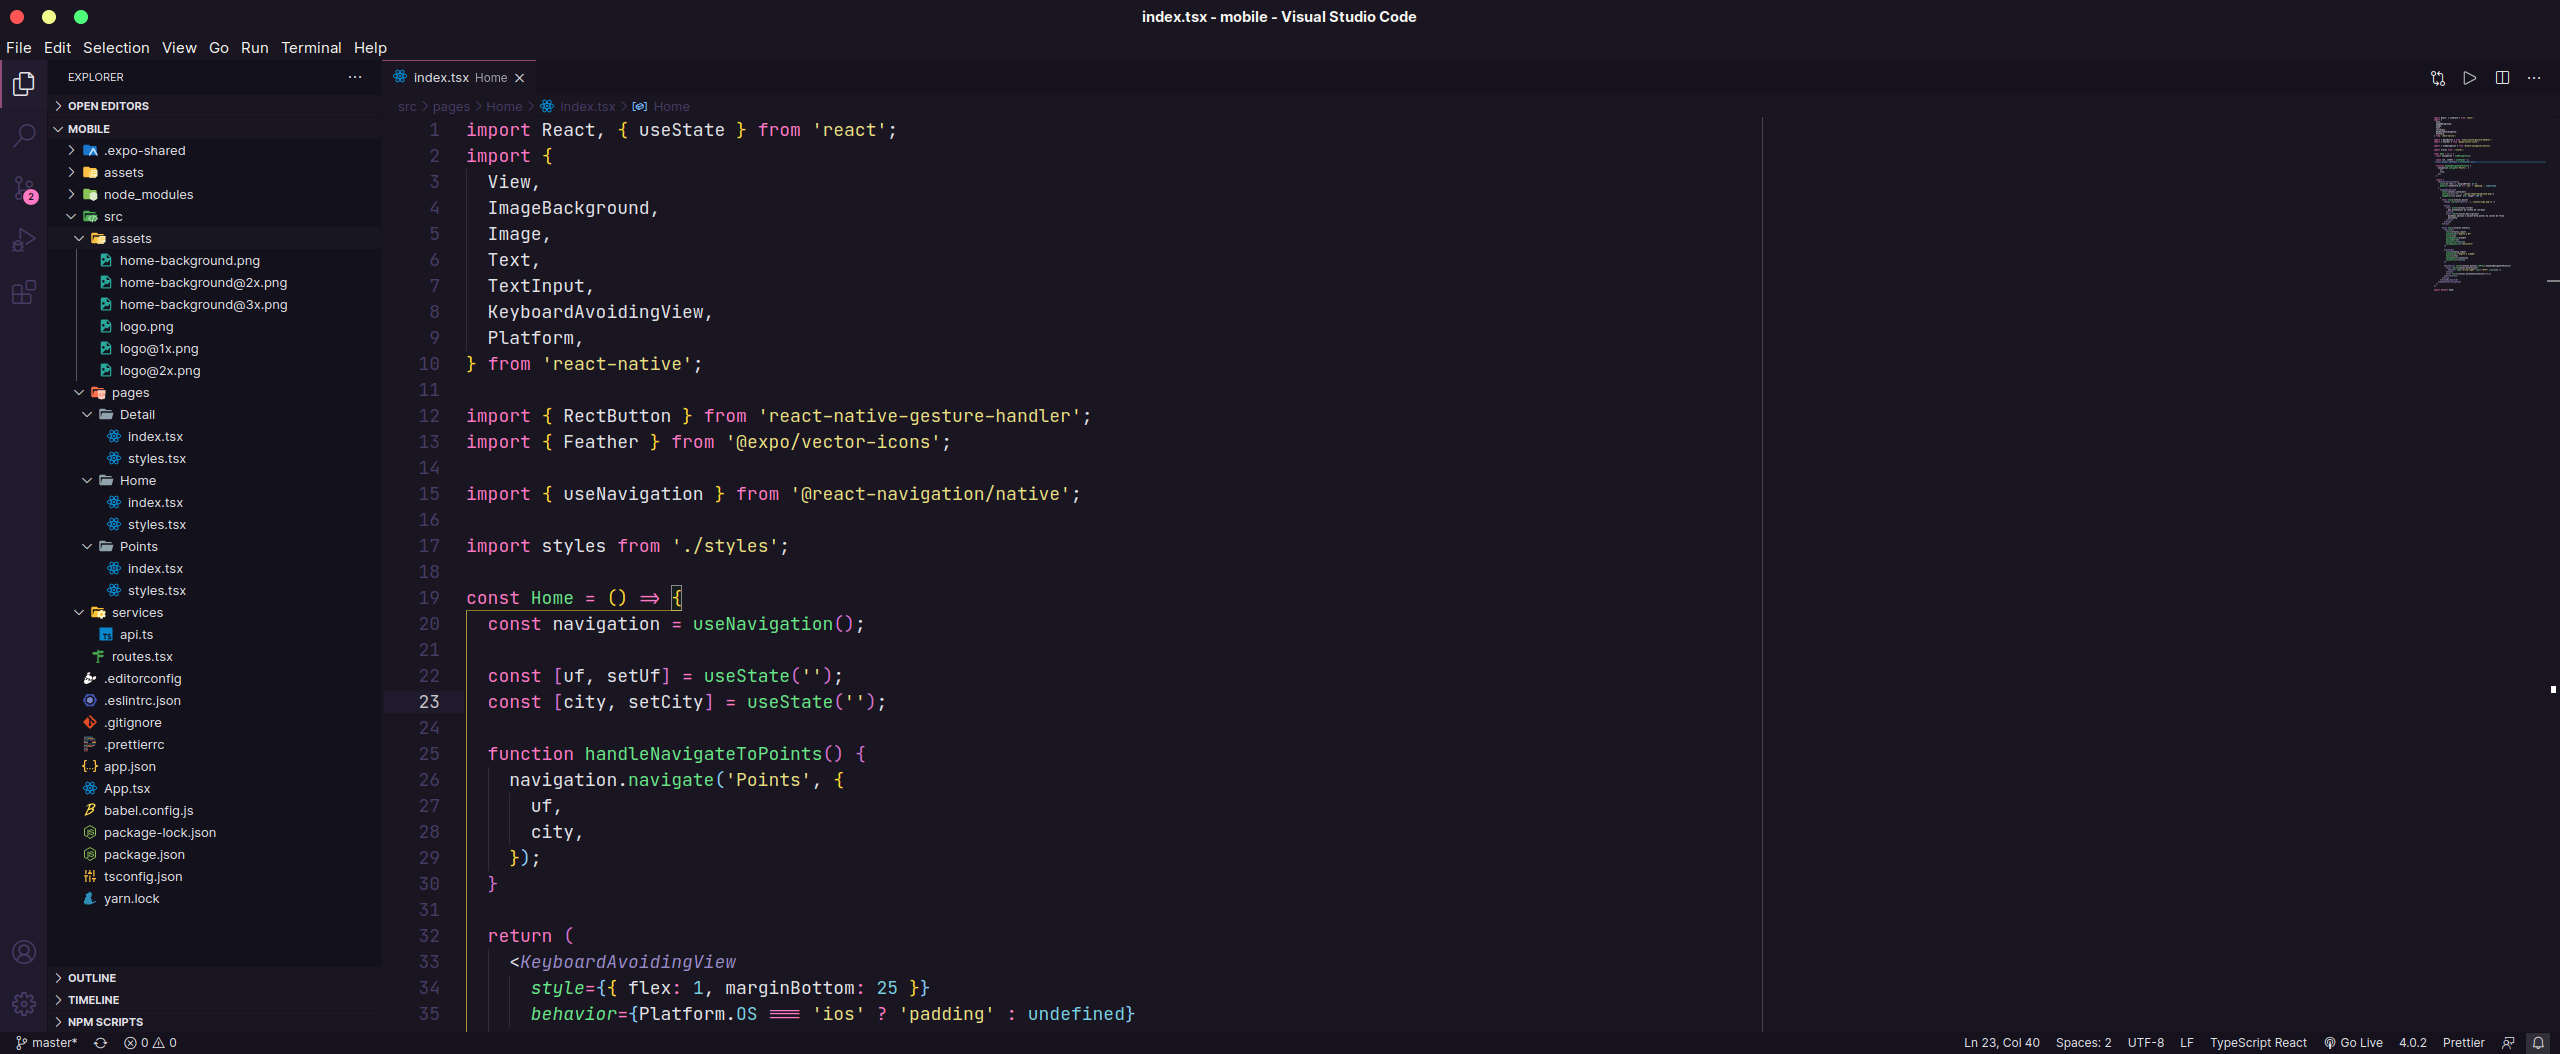 index.tsx - mobile - Visual Studio Code
File Edit Selection View Go Run Terminal Help
EXPLORER
OPEN EDITORS
MOBILE
.expo-shared
assets
node_modules
src
assets
home-background.png
home-background@2x.png
home-background@3x.png
logo.png
logo@1x.png
logo@2x.png
pages
Detail
index.tsx
styles.tsx
Home
index.tsx
styles.tsx
Points
index.tsx
styles.tsx
services
api.ts
routes.tsx
.editorconfig
.eslintrc.json
.gitignore
.prettierrc
app.json
App.tsx
babel.config.js
package-lock.json
package.json
tsconfig.json
yarn.lock
OUTLINE
TIMELINE
NPM SCRIPTS
2
index.tsx Home
src > pages > Home > index.tsx > Home
1 import React, { useState } from 'react';
2 import {
3 View,
4 ImageBackground,
5 Image,
6 Text,
7 TextInput,
8 KeyboardAvoidingView,
9 Platform,
10 } from 'react-native';
11
12 import { RectButton } from 'react-native-gesture-handler';
13 import { Feather } from '@expo/vector-icons';
14
15 import { useNavigation } from '@react-navigation/native';
16
17 import styles from './styles';
18
19 const Home = () => {
20 const navigation = useNavigation();
21
22 const [uf, setUf] = useState('');
23 const [city, setCity] = useState('');
24
25 function handleNavigateToPoints() {
26 navigation.navigate('Points', {
27 uf,
28 city,
29 });
30 }
31
32 return (
33 <KeyboardAvoidingView
34 style={{ flex: 1, marginBottom: 25 }}
35 behavior={Platform.OS === 'ios' ? 'padding' : undefined}
master* 0 0 Ln 23, Col 40 Spaces: 2 UTF-8 LF TypeScript React Go Live 4.0.2 Prettier